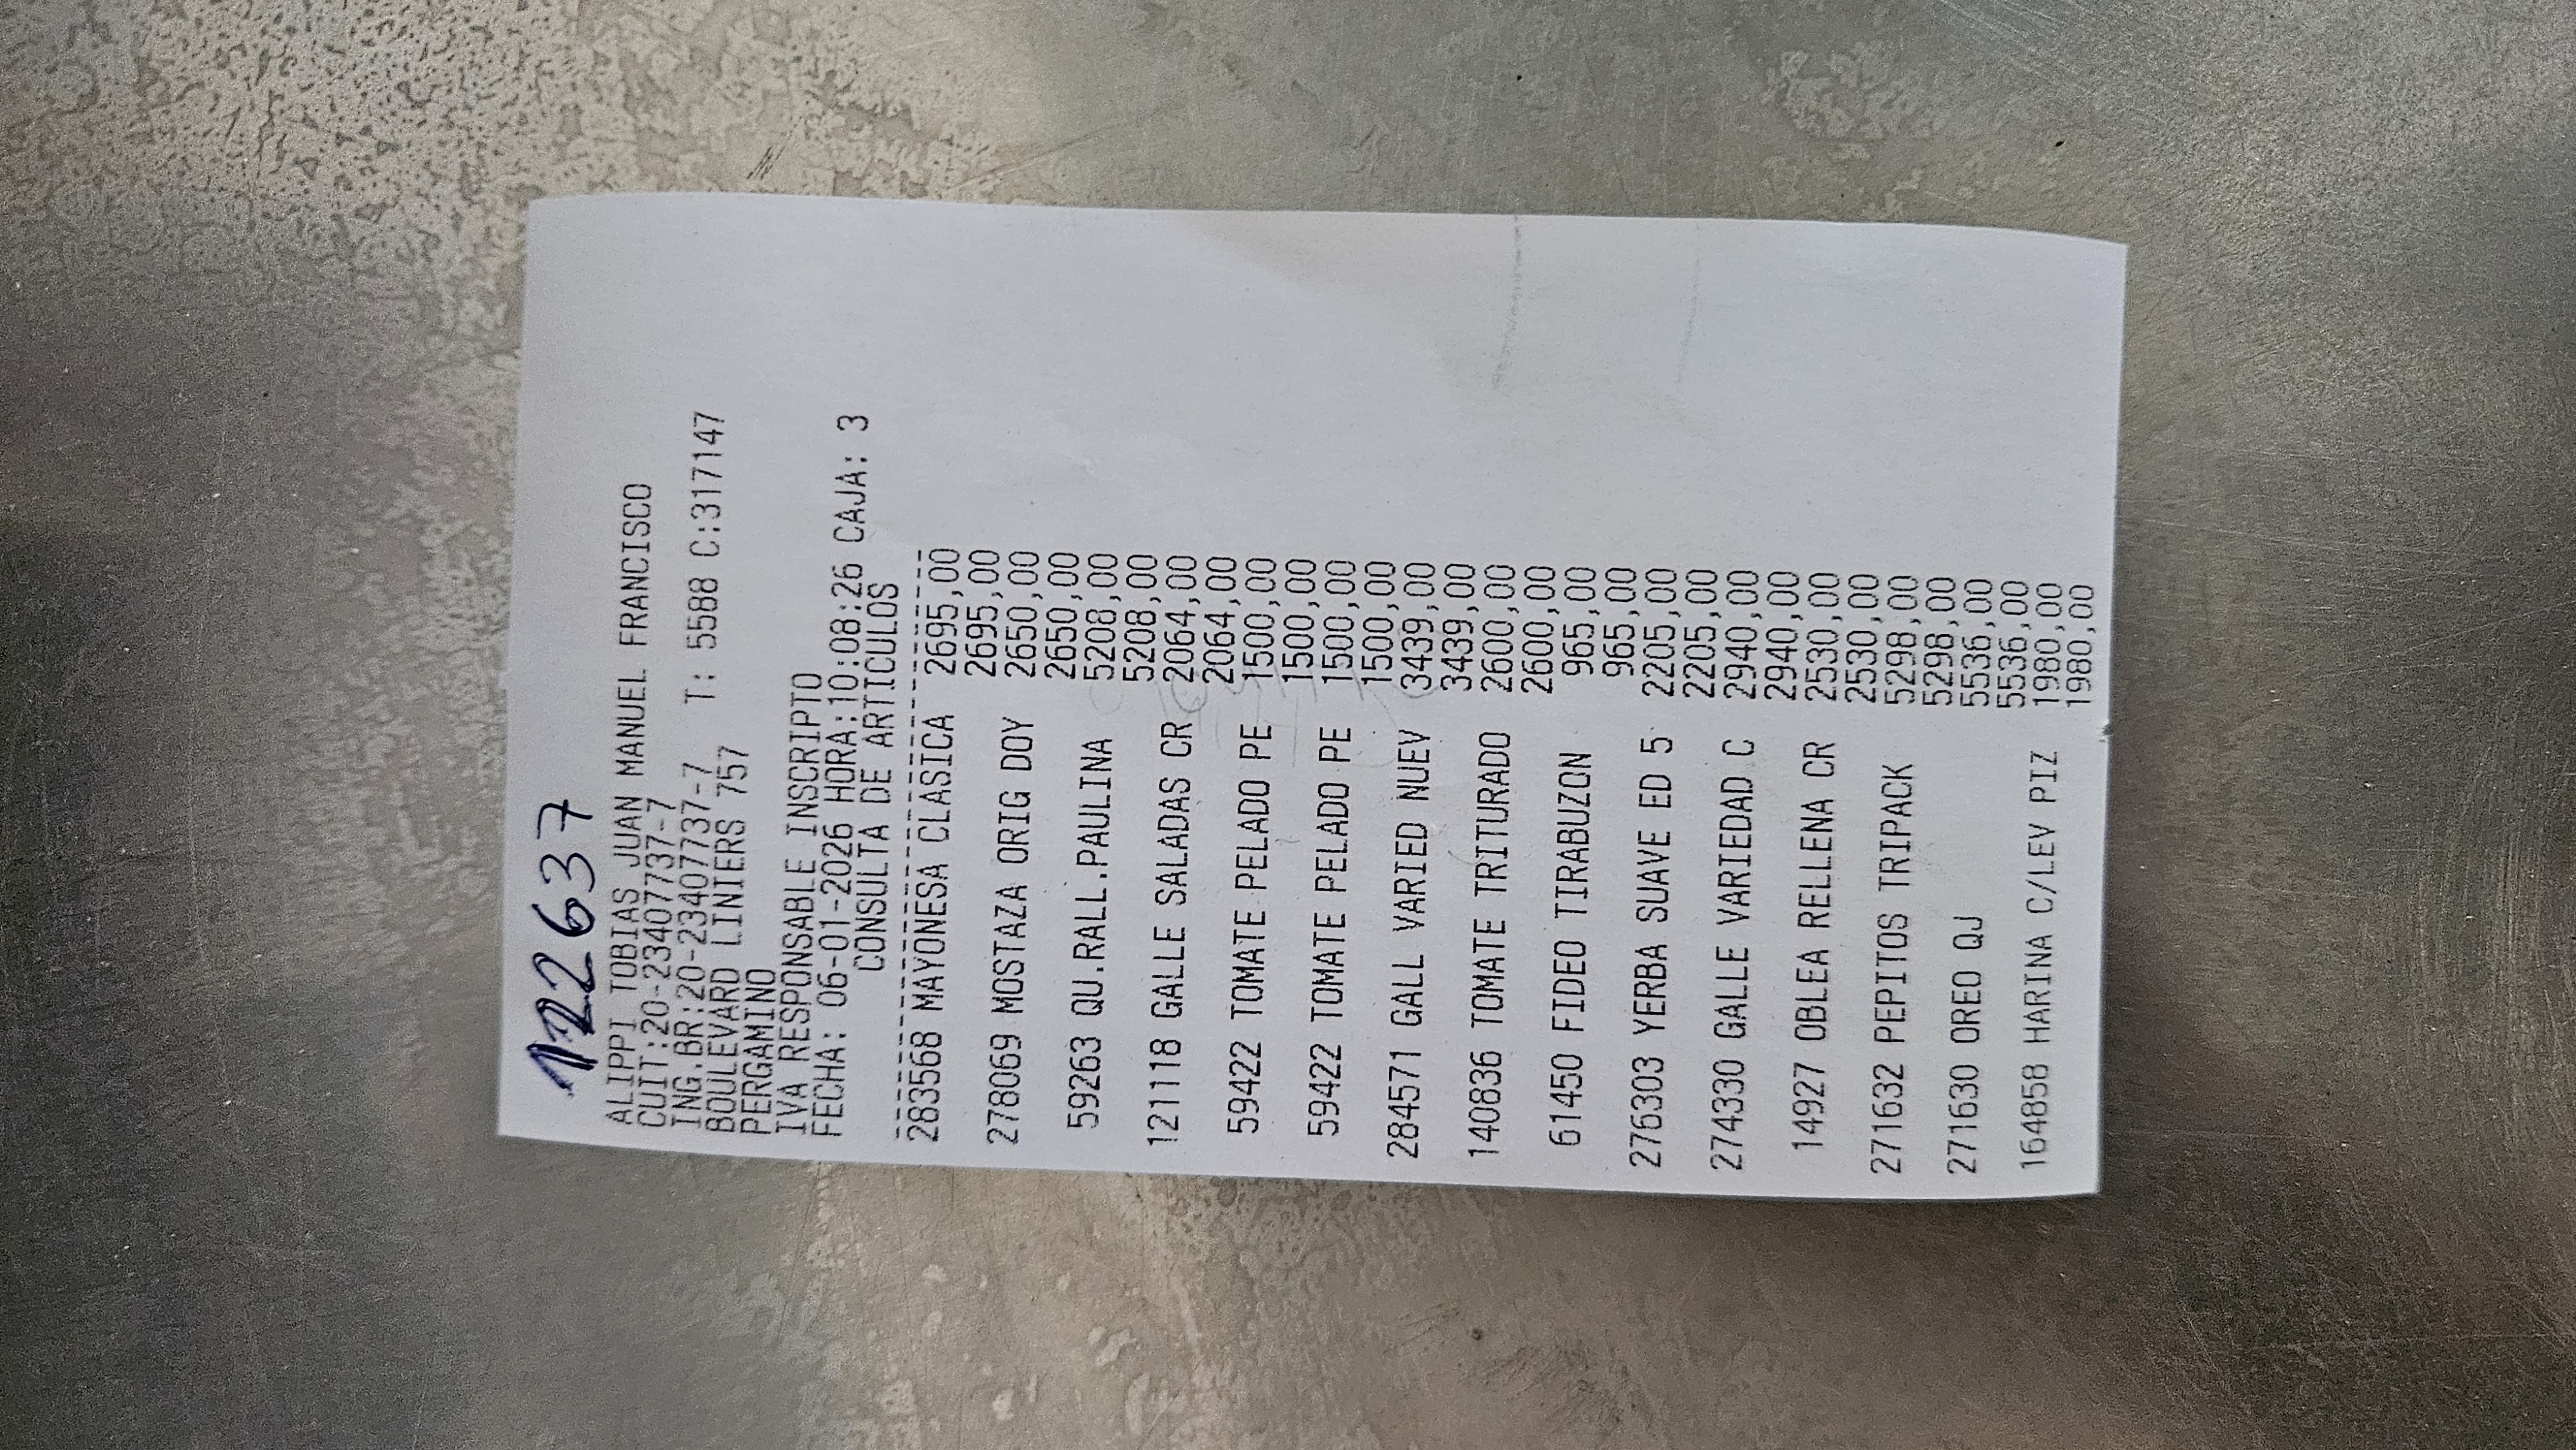 122637
ALIPPI TOBIAS JUAN MANUEL FRANCISCO
CUIT:20-23407737-7
ING.BR:20-23407737-7 T: 5588 C:317147
BOULEVARD LINIERS 757
PERGAMINO
IVA RESPONSABLE INSCRIPTO
FECHA: 06-01-2026 HORA:10:08:26 CAJA: 3
CONSULTA DE ARTICULOS
----------------------------------------
283568 MAYONESA CLASICA 2695,00
2695,00
278069 MOSTAZA ORIG DOY 2650,00
2650,00
59263 QU.RALL.PAULINA 5208,00
5208,00
121118 GALLE SALADAS CR 2064,00
2064,00
59422 TOMATE PELADO PE 1500,00
1500,00
59422 TOMATE PELADO PE 1500,00
1500,00
284571 GALL VARIED NUEV 3439,00
3439,00
140836 TOMATE TRITURADO 2600,00
2600,00
61450 FIDEO TIRABUZON 965,00
965,00
276303 YERBA SUAVE ED 5 2205,00
2205,00
274330 GALLE VARIEDAD C 2940,00
2940,00
14927 OBLEA RELLENA CR 2530,00
2530,00
271632 PEPITOS TRIPACK 5298,00
5298,00
271630 OREO QJ 5536,00
5536,00
164858 HARINA C/LEV PIZ 1980,00
1980,00